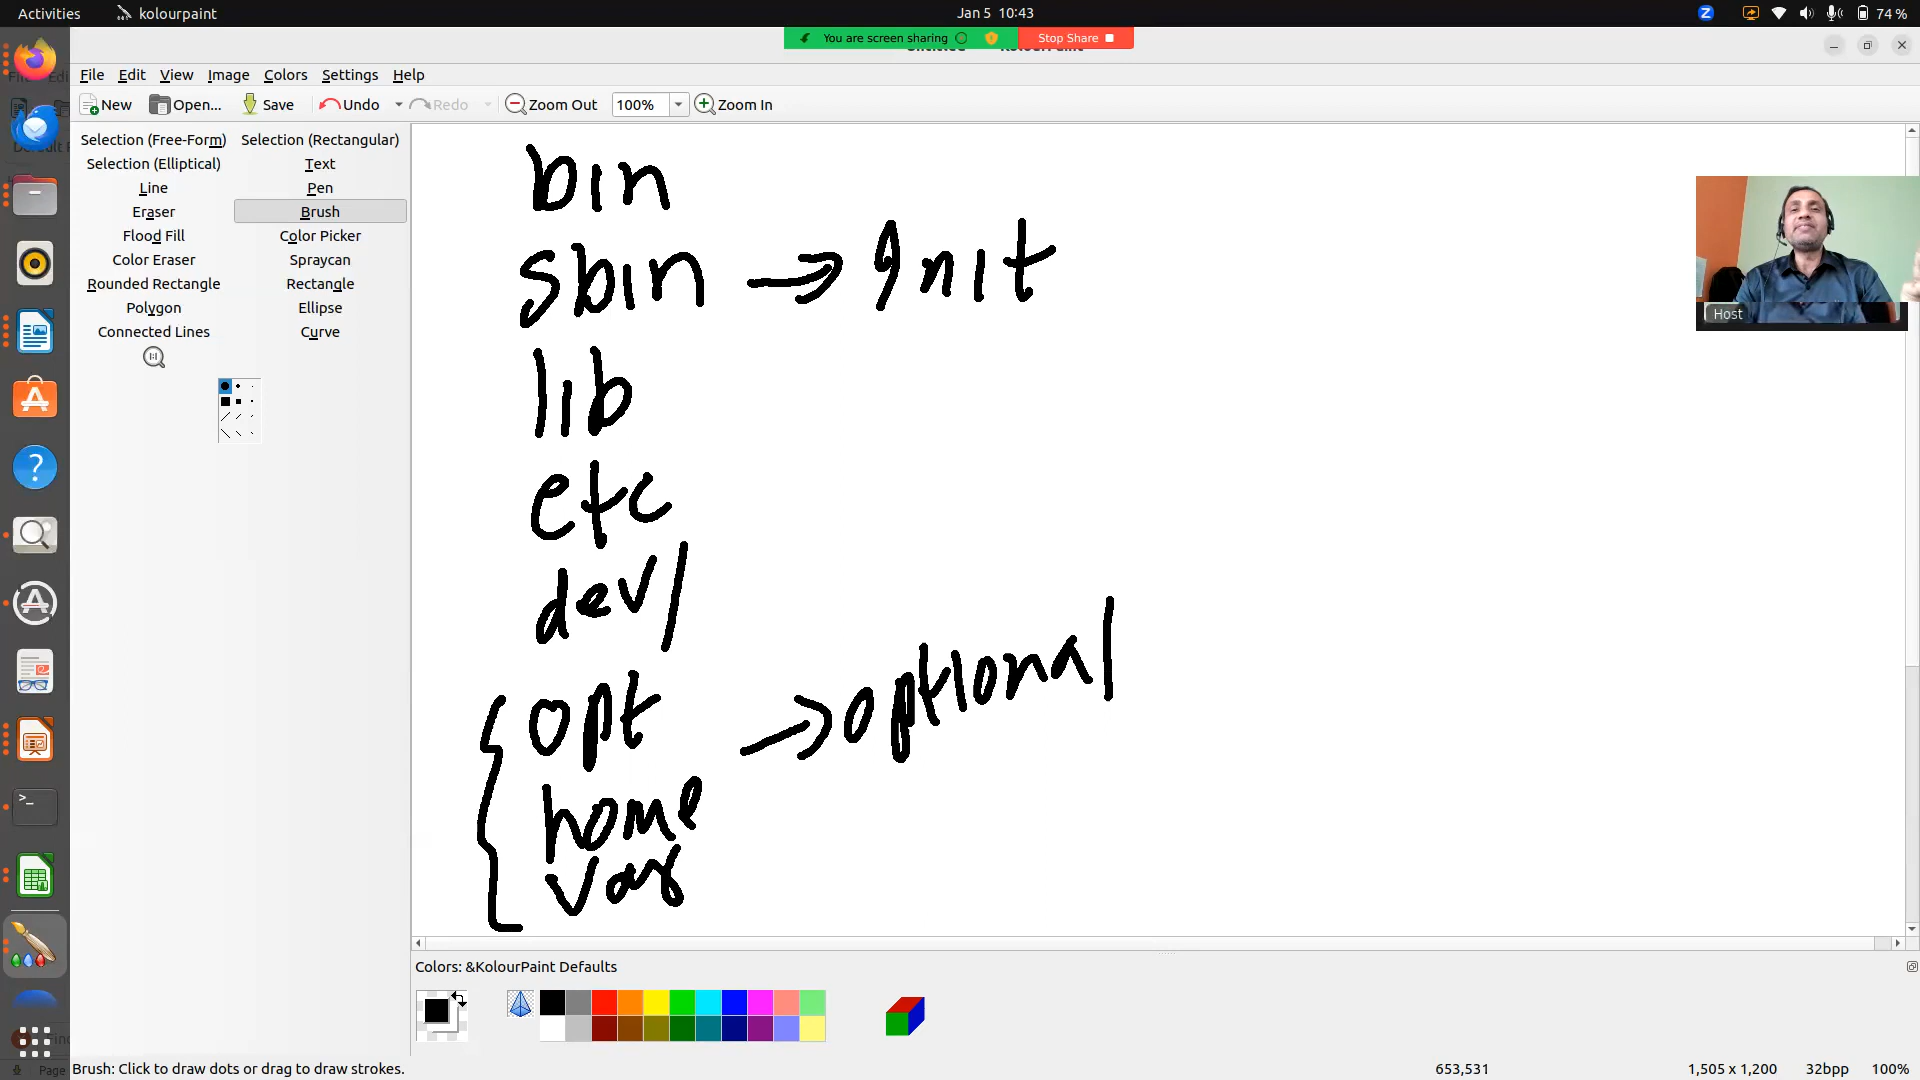 Activities kolourpaint Jan 5 10:43 74 %
You are screen sharing Stop Share
File Edit View Image Colors Settings Help
New Open... Save Undo Redo Zoom Out 100% Zoom In
Selection (Free-Form) Selection (Rectangular)
Selection (Elliptical) Text
Line Pen
Eraser Brush
Flood Fill Color Picker
Color Eraser Spraycan
Rounded Rectangle Rectangle
Polygon Ellipse
Connected Lines Curve
bin
sbin → Init
lib
etc
dev/
opt → optional
home
var
Host
Colors: &KolourPaint Defaults
Brush: Click to draw dots or drag to draw strokes. 653,531 1,505 x 1,200 32bpp 100%